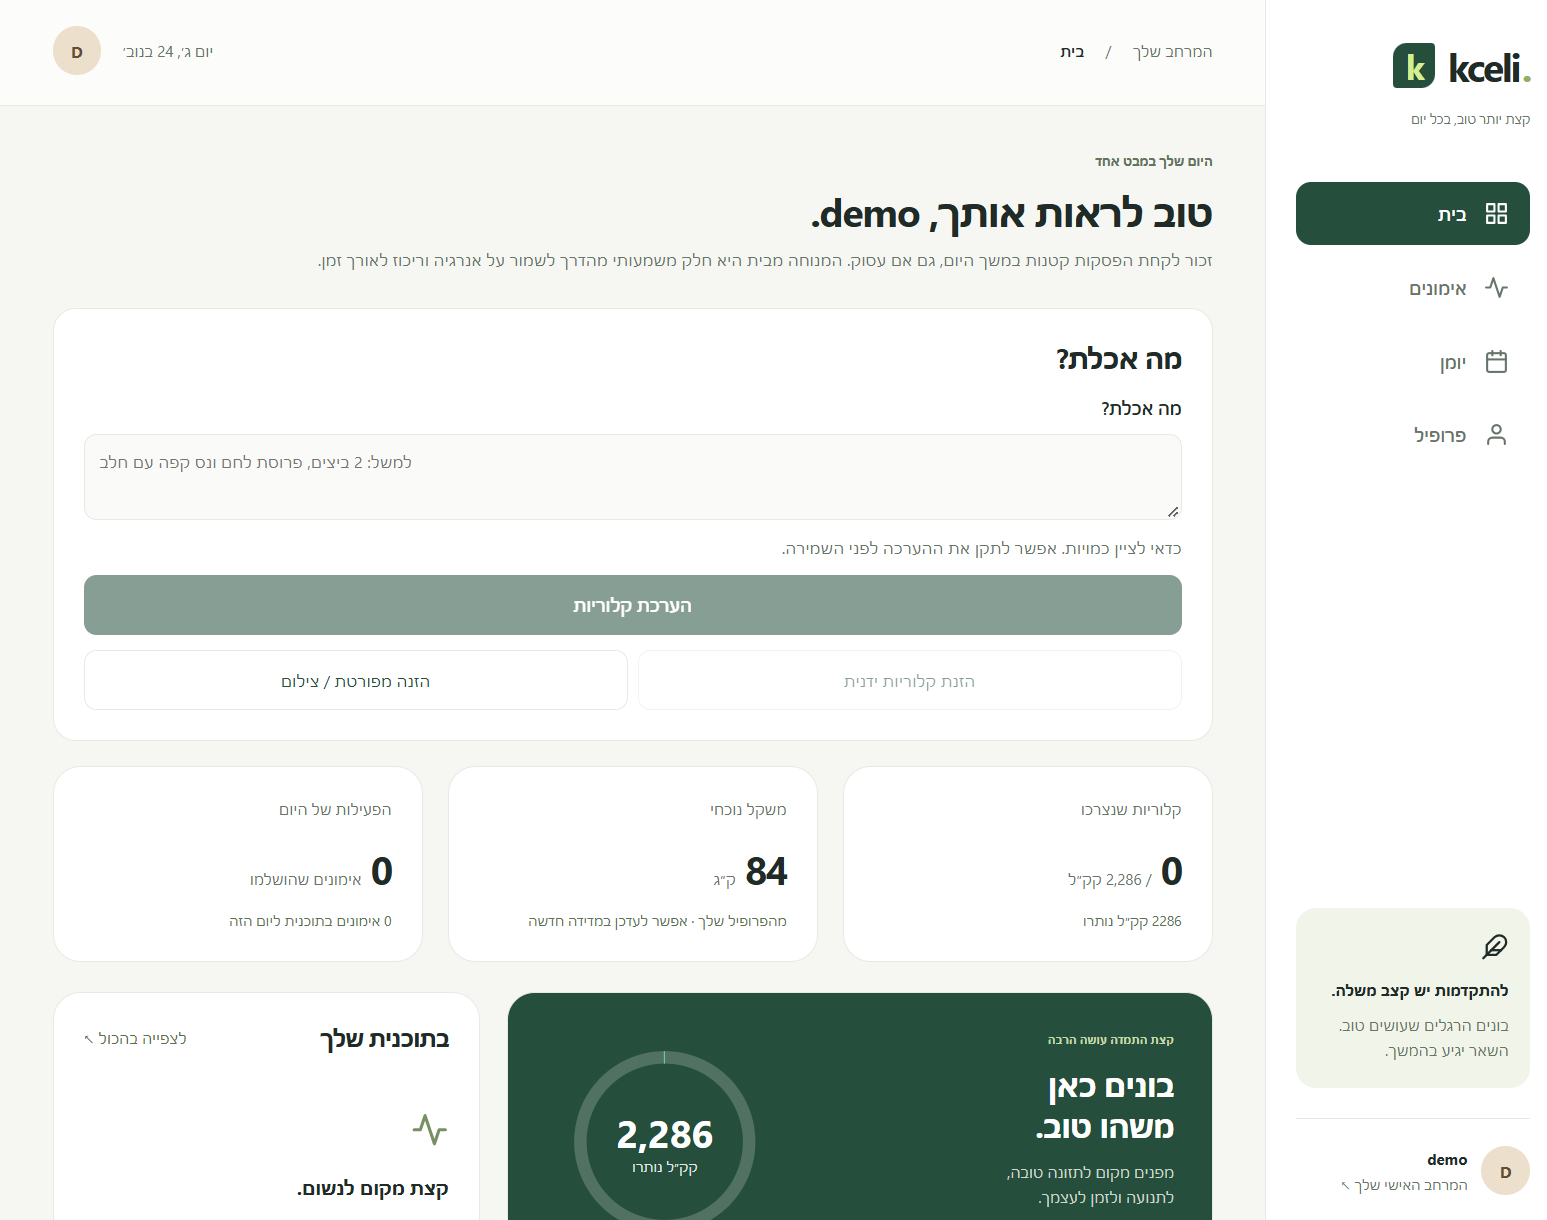 k kceli.
קצת יותר טוב, בכל יום
בית
אימונים
יומן
פרופיל
להתקדמות יש קצב משלה.
בונים הרגלים שעושים טוב.
השאר יגיע בהמשך.
D
demo
המרחב האישי שלך ↖
המרחב שלך / בית
יום ג׳, 24 בנוב׳
D
היום שלך במבט אחד
טוב לראות אותך, demo.
זכור לקחת הפסקות קטנות במשך היום, גם אם עסוק. המנוחה מבית היא חלק משמעותי מהדרך לשמור על אנרגיה וריכוז לאורך זמן.
מה אכלת?
מה אכלת?
למשל: 2 ביצים, פרוסת לחם ונס קפה עם חלב
כדאי לציין כמויות. אפשר לתקן את ההערכה לפני השמירה.
הערכת קלוריות
הזנת קלוריות ידנית
הזנה מפורטת / צילום
קלוריות שנצרכו
0 / 2,286 קק״ל
2286 קק״ל נותרו
משקל נוכחי
84 ק״ג
מהפרופיל שלך · אפשר לעדכן במדידה חדשה
הפעילות של היום
0 אימונים שהושלמו
0 אימונים בתוכנית ליום הזה
קצת התמדה עושה הרבה
בונים כאן
משהו טוב.
מפנים מקום לתזונה טובה,
לתנועה ולזמן לעצמך.
2,286
קק״ל נותרו
בתוכנית שלך
לצפייה בהכול ↖
קצת מקום לנשום.